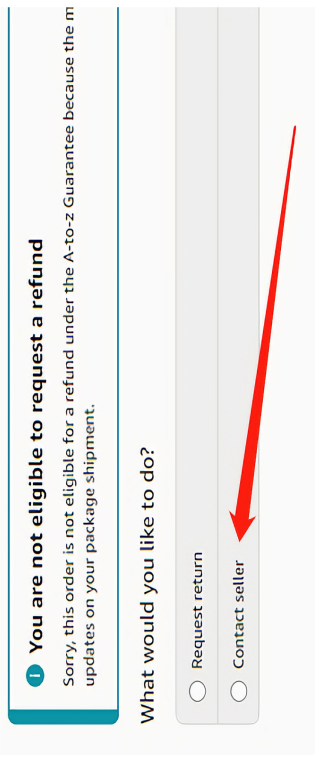 You are not eligible to request a refund
Sorry, this order is not eligible for a refund under the A-to-z Guarantee because the m
updates on your package shipment.
What would you like to do?
Request return
Contact seller